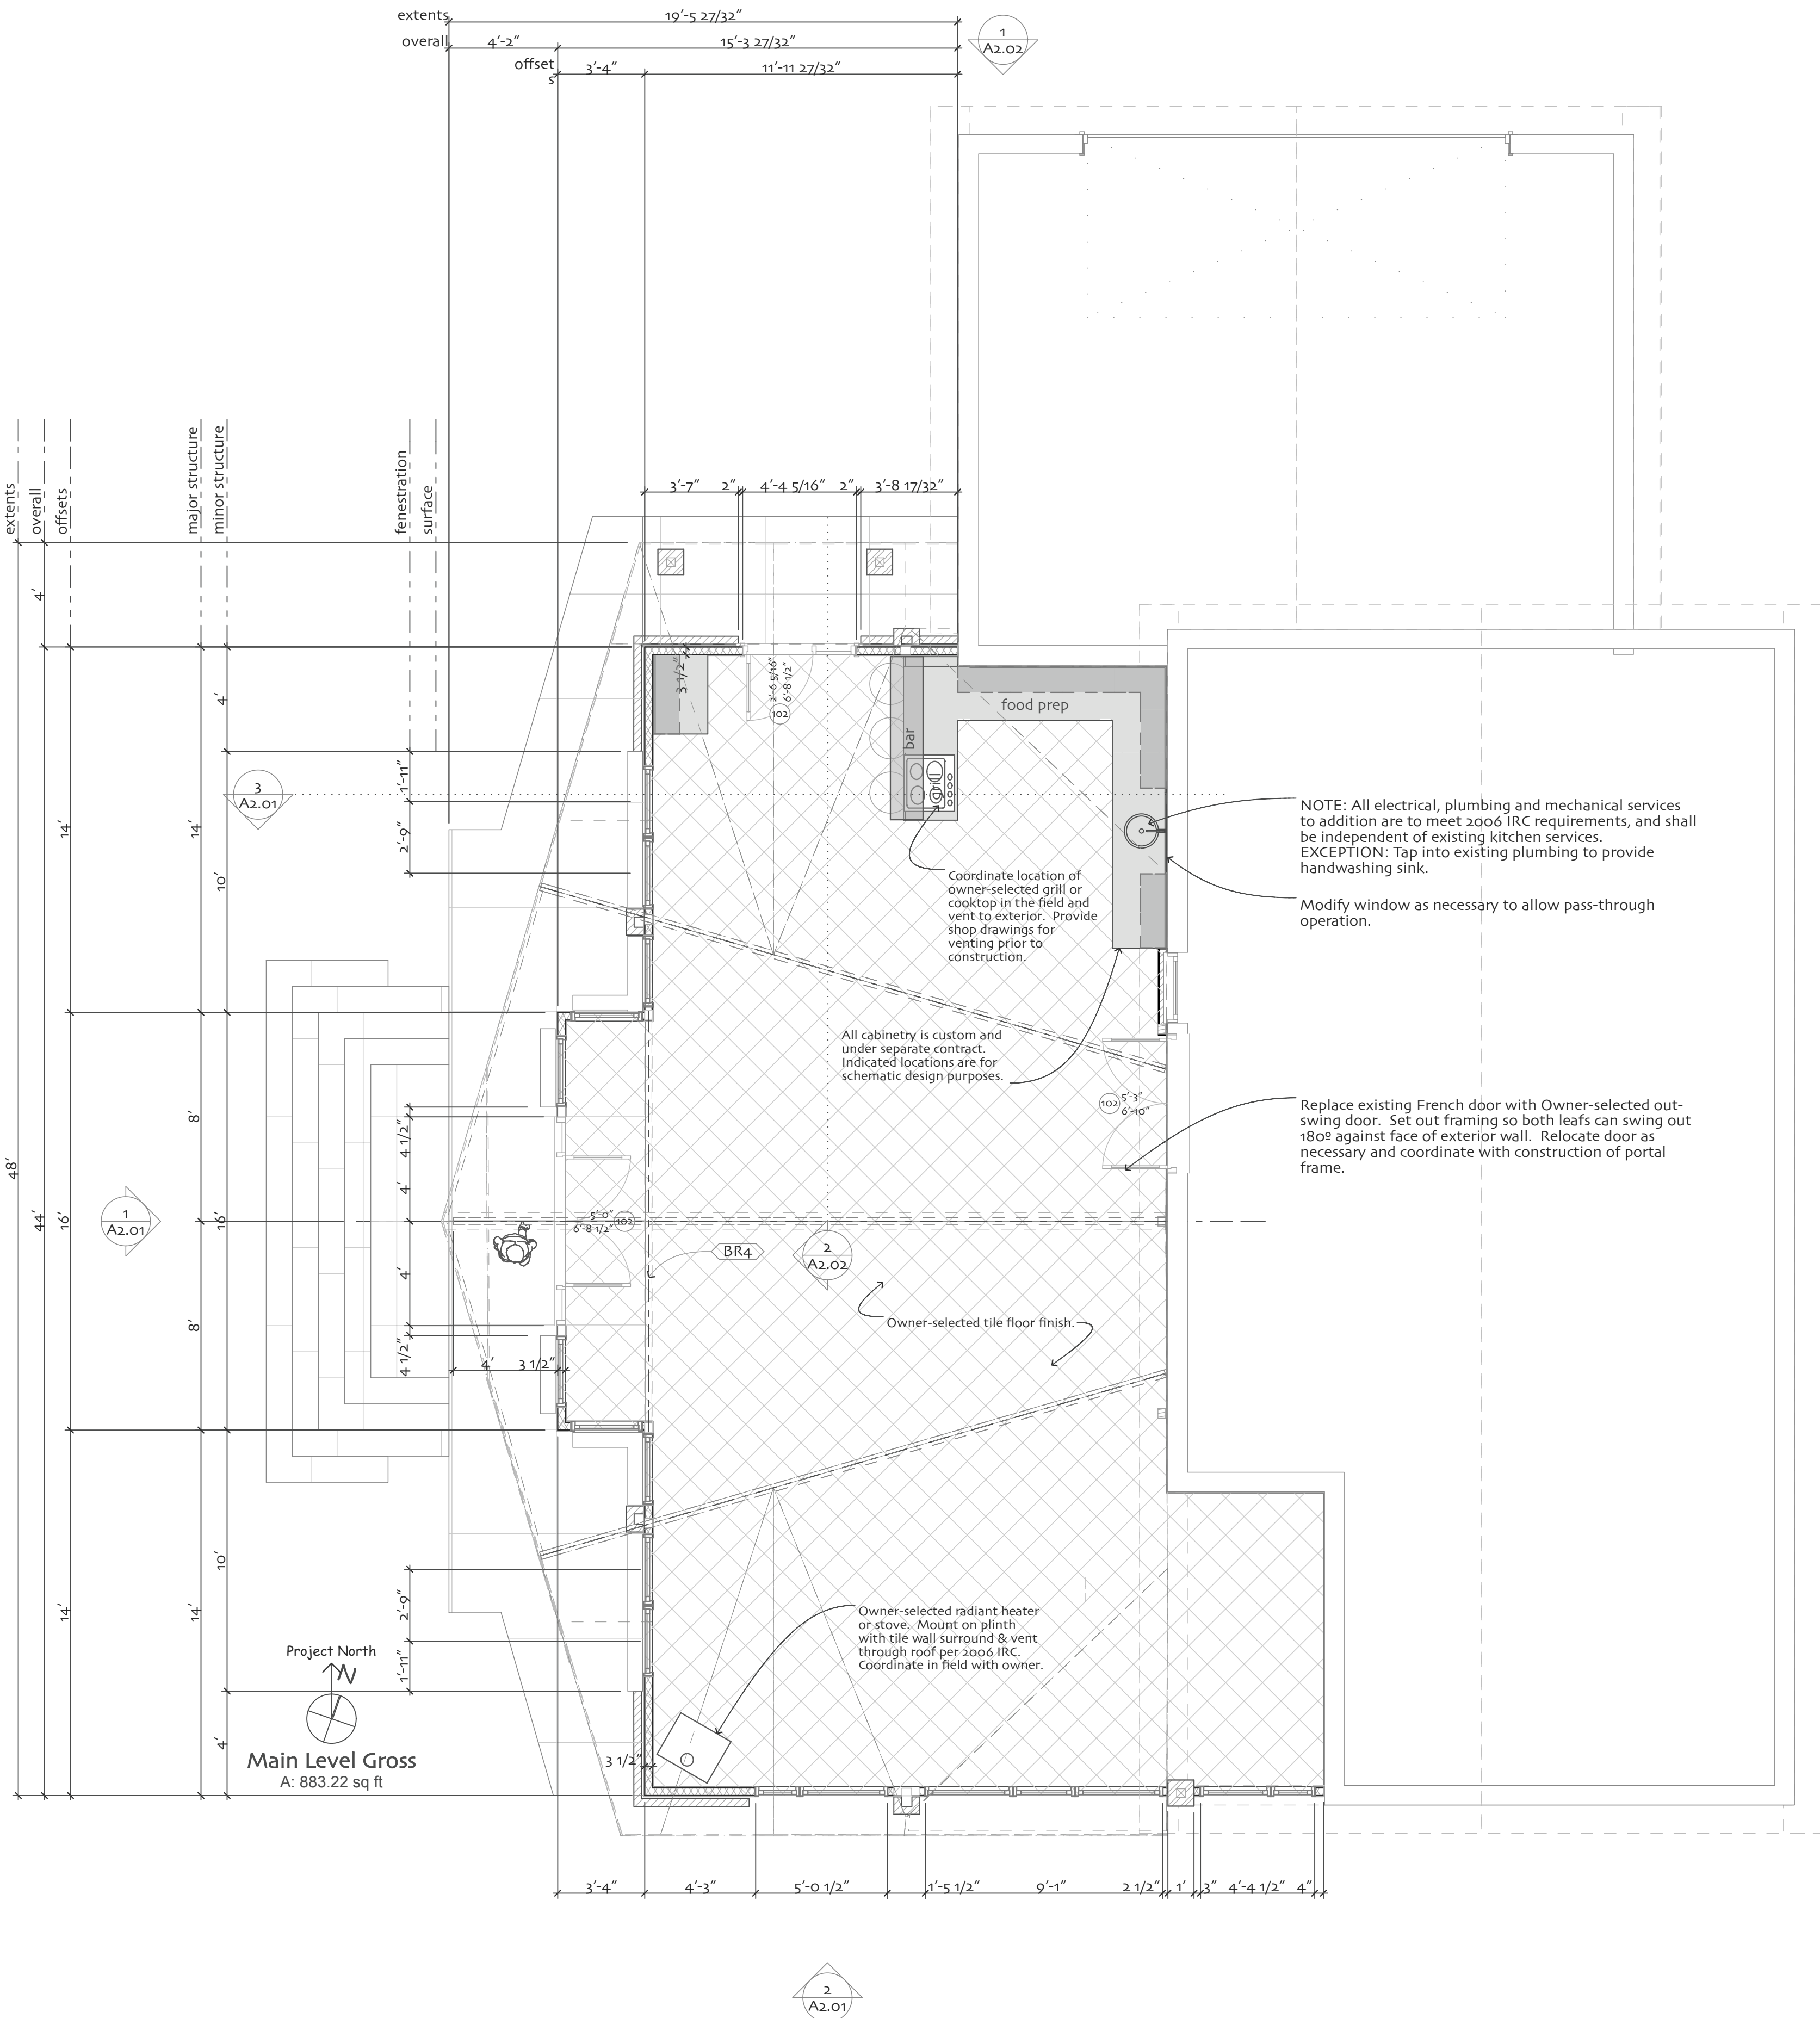 extents
19'-5 27/32"
overall
4'-2"
15'-3 27/32"
offset
s
3'-4"
11'-11 27/32"
1
A2.02
extents
overall
offsets
major structure
minor structure
fenestration
surface
3'-7"
2"
4'-4 5/16"
2"
3'-8 17/32"
4'
4'
3 1/2"
2'-6 5/16"
6'-8 1/2"
102
food prep
bar
3
A2.01
1'-11"
2'-9"
14'
14'
10'
NOTE: All electrical, plumbing and mechanical services
to addition are to meet 2006 IRC requirements, and shall
be independent of existing kitchen services.
EXCEPTION: Tap into existing plumbing to provide
handwashing sink.
Modify window as necessary to allow pass-through
operation.
Coordinate location of
owner-selected grill or
cooktop in the field and
vent to exterior. Provide
shop drawings for
venting prior to
construction.
All cabinetry is custom and
under separate contract.
Indicated locations are for
schematic design purposes.
102
5'-3"
6'-10"
Replace existing French door with Owner-selected out-
swing door. Set out framing so both leafs can swing out
180º against face of exterior wall. Relocate door as
necessary and coordinate with construction of portal
frame.
48'
44'
16'
8'
16'
8'
4 1/2"
4'
4'
4 1/2"
1
A2.01
5'-0"
6'-8 1/2"
102
BR4
2
A2.02
Owner-selected tile floor finish.
4'
3 1/2"
14'
14'
10'
2'-9"
1'-11"
4'
Owner-selected radiant heater
or stove. Mount on plinth
with tile wall surround & vent
through roof per 2006 IRC.
Coordinate in field with owner.
Project North
N
Main Level Gross
A: 883.22 sq ft
3 1/2"
3'-4"
4'-3"
5'-0 1/2"
1'-5 1/2"
9'-1"
2 1/2"
1'
3"
4'-4 1/2"
4"
2
A2.01